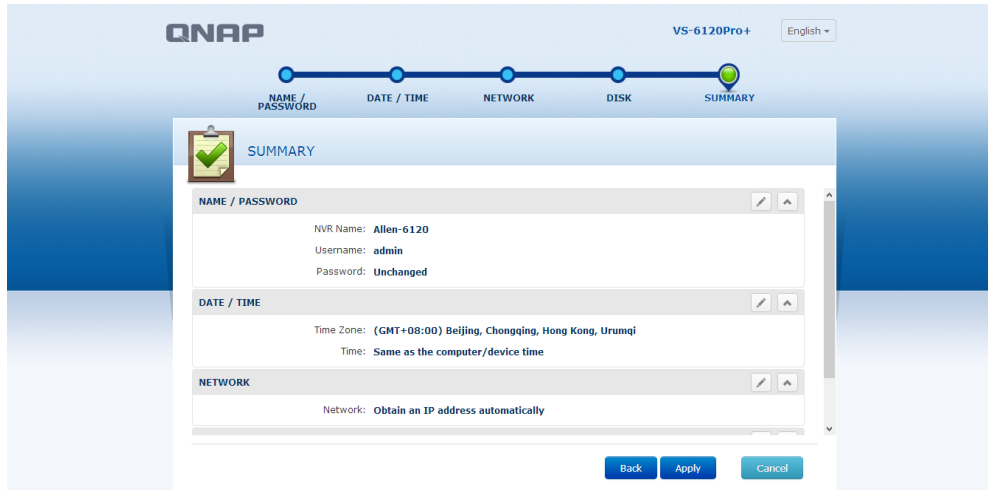 QNAP
VS-6120Pro+
English
NAME /
PASSWORD
DATE / TIME
NETWORK
DISK
SUMMARY
SUMMARY
NAME / PASSWORD
NVR Name: Allen-6120
Username: admin
Password: Unchanged
DATE / TIME
Time Zone: (GMT+08:00) Beijing, Chongqing, Hong Kong, Urumqi
Time: Same as the computer/device time
NETWORK
Network: Obtain an IP address automatically
Back
Apply
Cancel